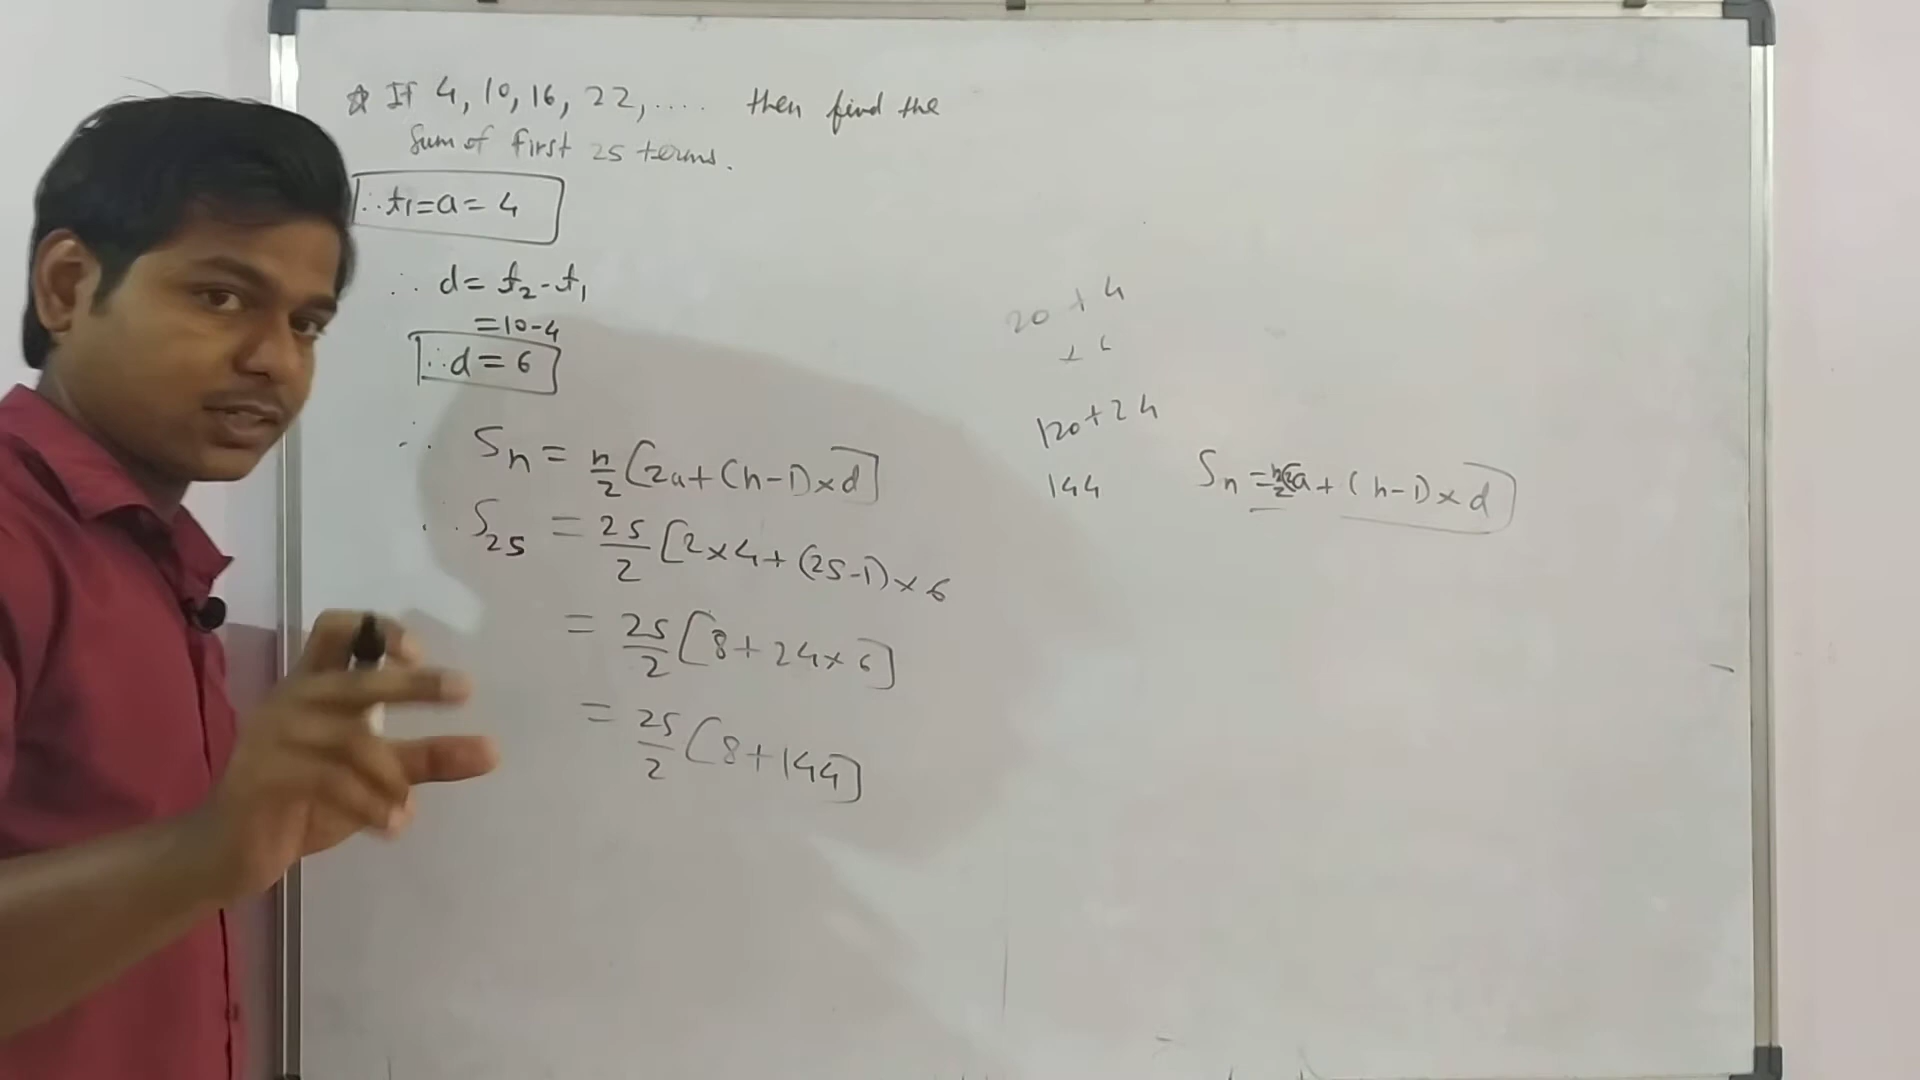 ☆ If 4, 10, 16, 22, .... then find the
Sum of first 25 terms.
∴ t₁ = a = 4
∴ d = t₂ - t₁
= 10 - 4
∴ d = 6
∴ Sₙ = n/2 [2a + (n-1) × d]
∴ S₂₅ = 25/2 [2 × 4 + (25-1) × 6
= 25/2 [8 + 24 × 6]
= 25/2 [8 + 144]
20 + 4
× 6
120 + 24
144
Sₙ = n/2 [2a + (n-1) × d]